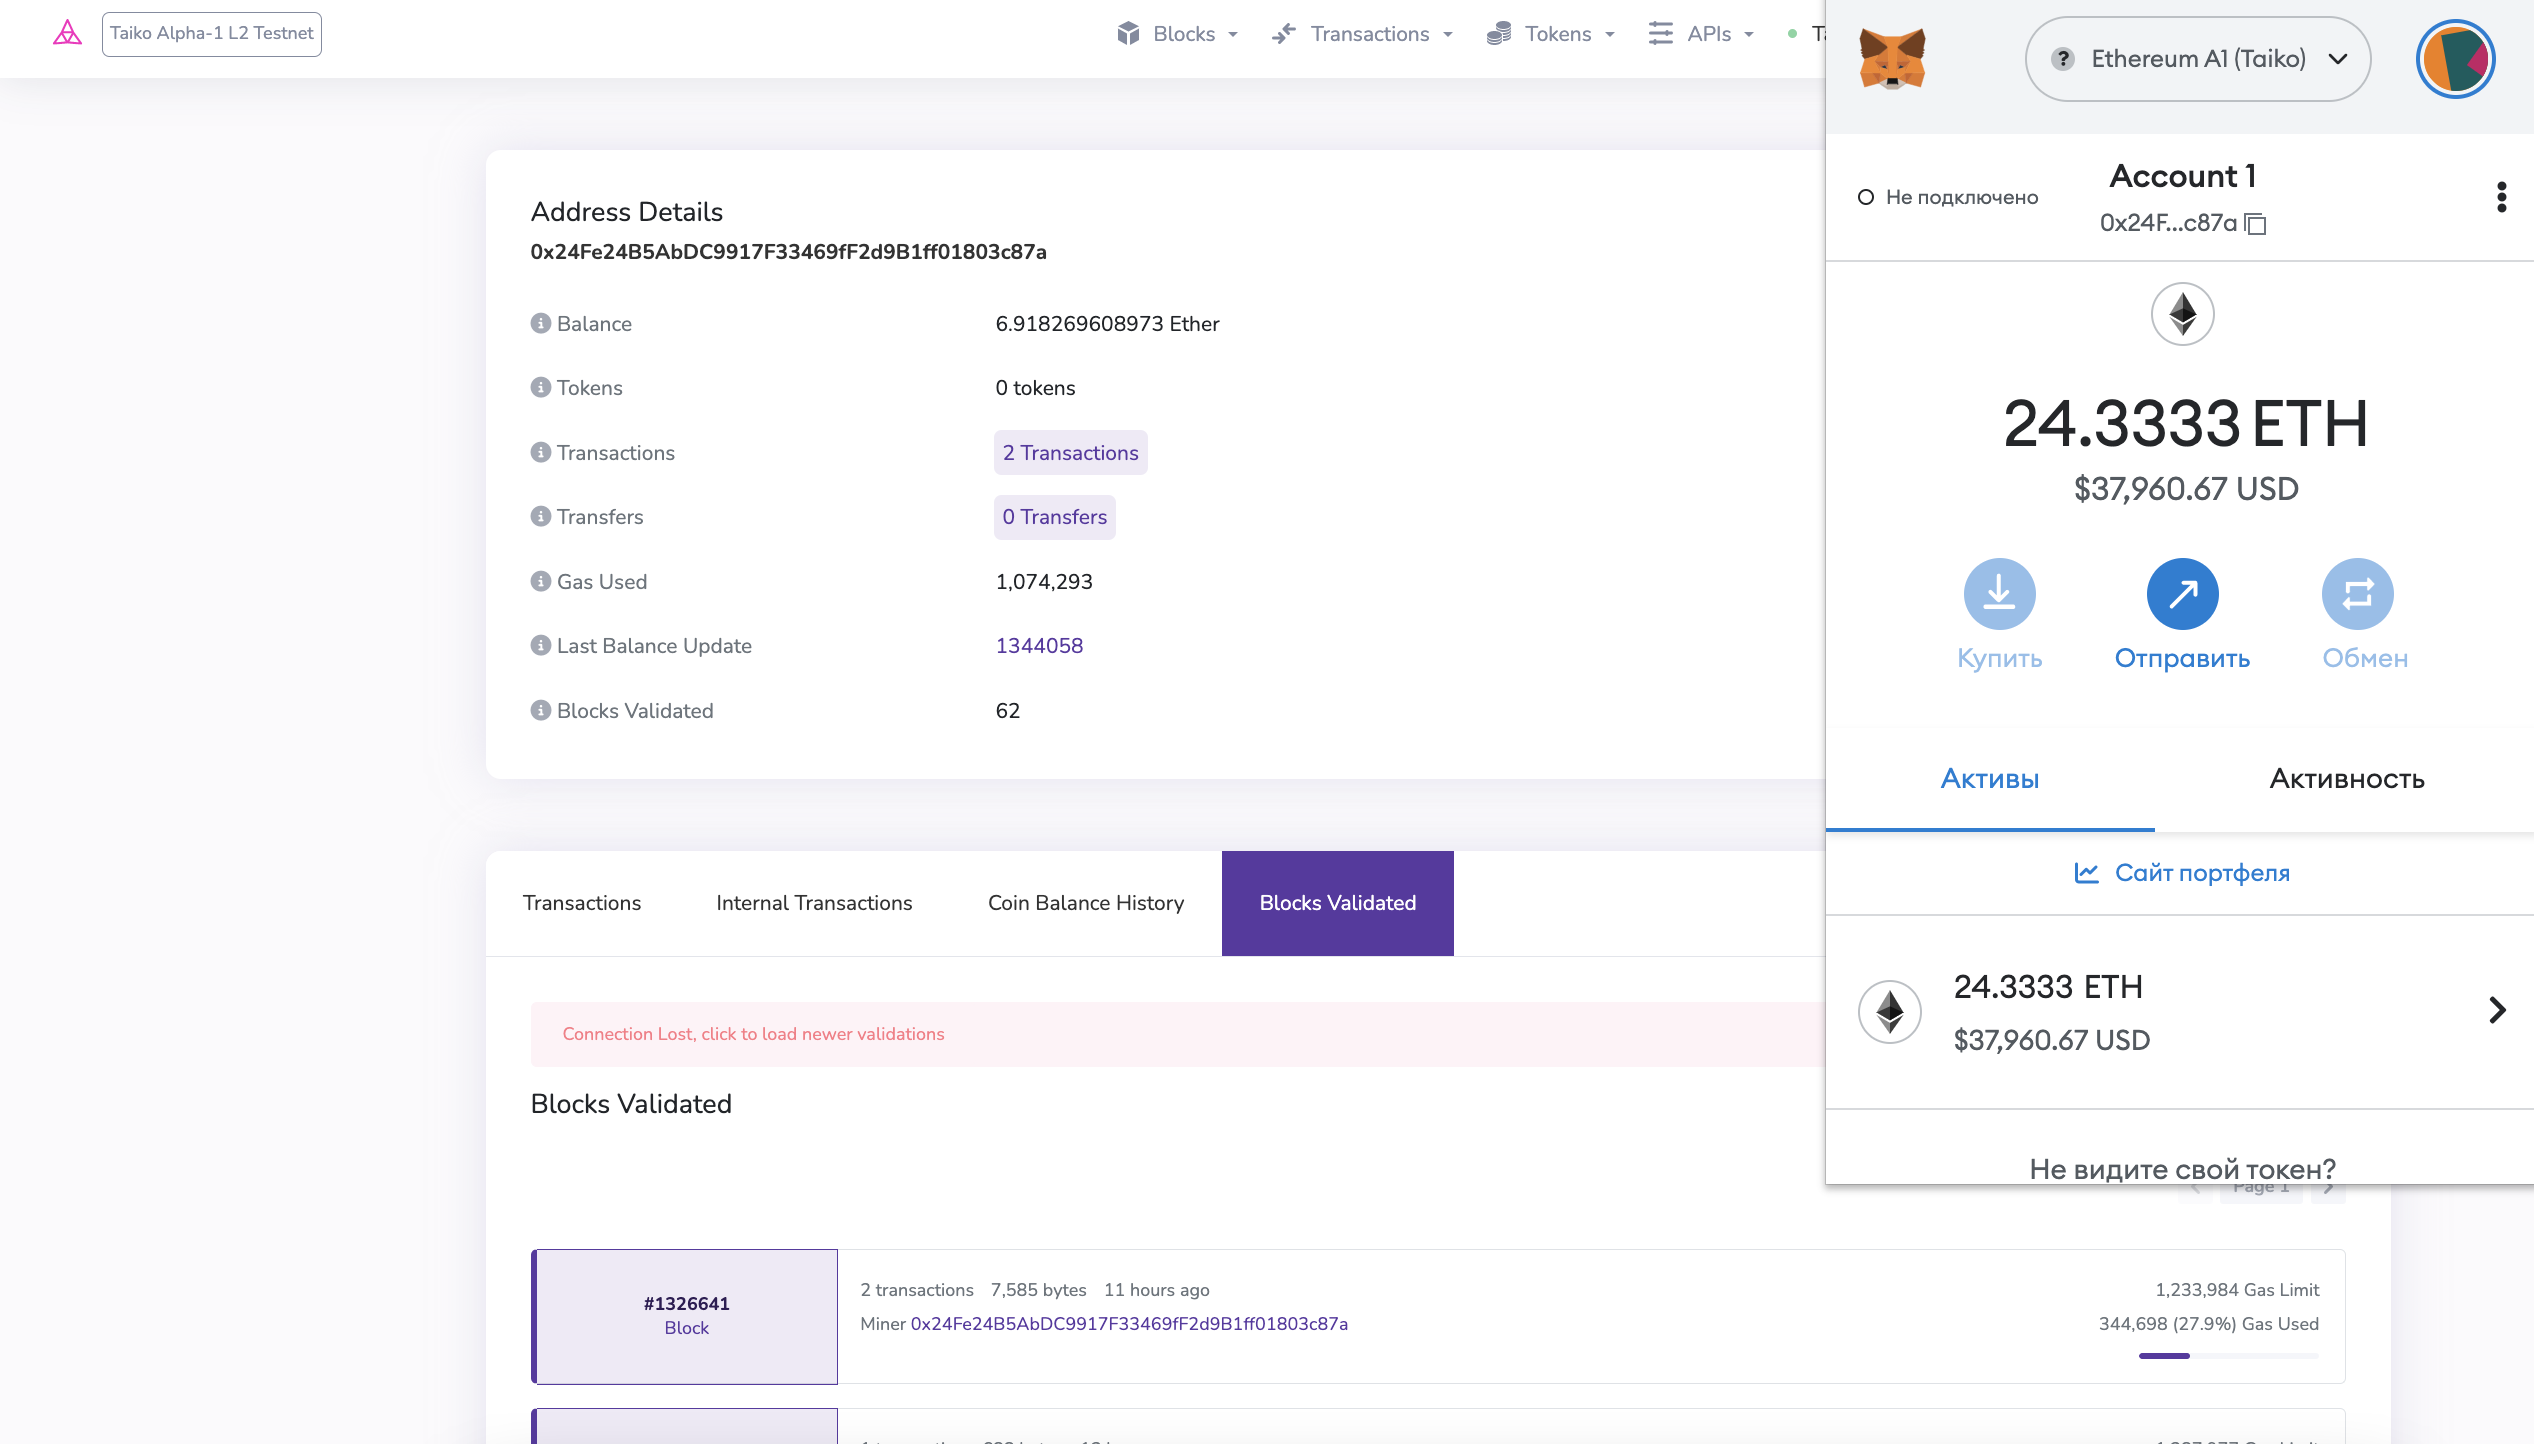 Taiko Alpha-1 L2 Testnet
Blocks
Transactions
Tokens
APIs
Address Details
0x24Fe24B5AbDC9917F33469fF2d9B1ff01803c87a
Balance
6.918269608973 Ether
Tokens
0 tokens
Transactions
2 Transactions
Transfers
0 Transfers
Gas Used
1,074,293
Last Balance Update
1344058
Blocks Validated
62
Transactions
Internal Transactions
Coin Balance History
Blocks Validated
Connection Lost, click to load newer validations
Blocks Validated
Page 1
#1326641
Block
2 transactions 7,585 bytes 11 hours ago
Miner 0x24Fe24B5AbDC9917F33469fF2d9B1ff01803c87a
1,233,984 Gas Limit
344,698 (27.9%) Gas Used
Ethereum A1 (Taiko)
Не подключено
Account 1
0x24F...c87a
24.3333 ETH
$37,960.67 USD
Купить
Отправить
Обмен
Активы
Активность
Сайт портфеля
24.3333 ETH
$37,960.67 USD
Не видите свой токен?